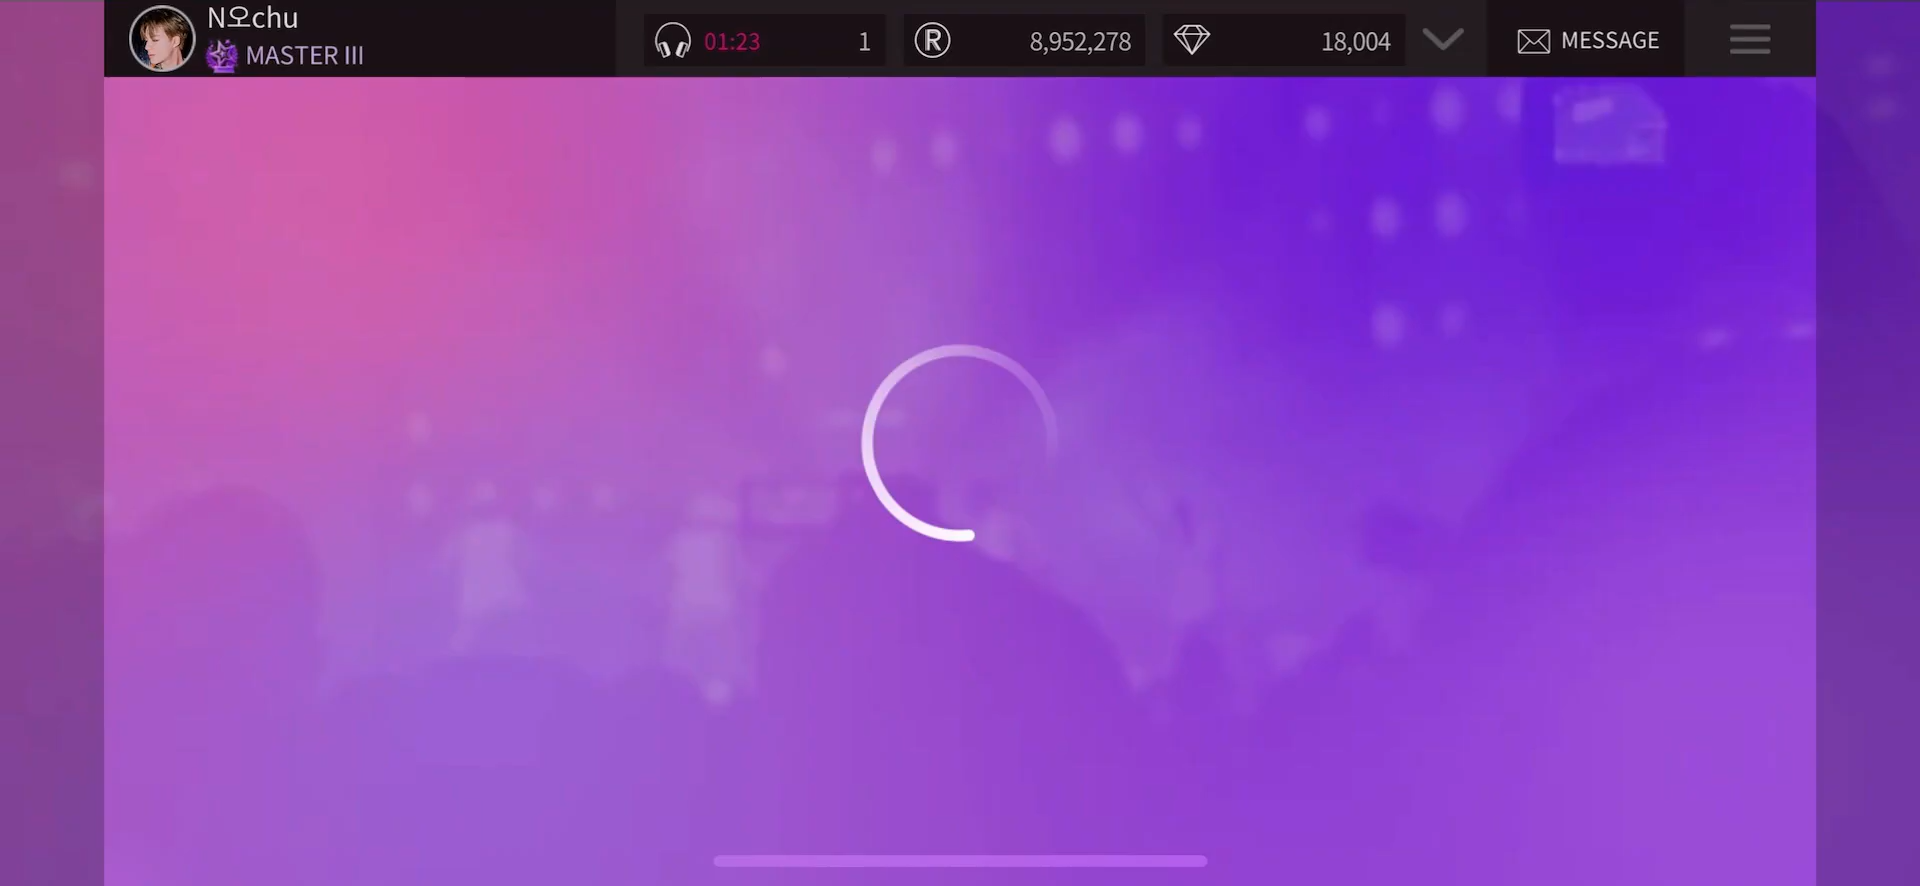 N오chu
MASTER III
01:23 1
R 8,952,278
18,004
MESSAGE